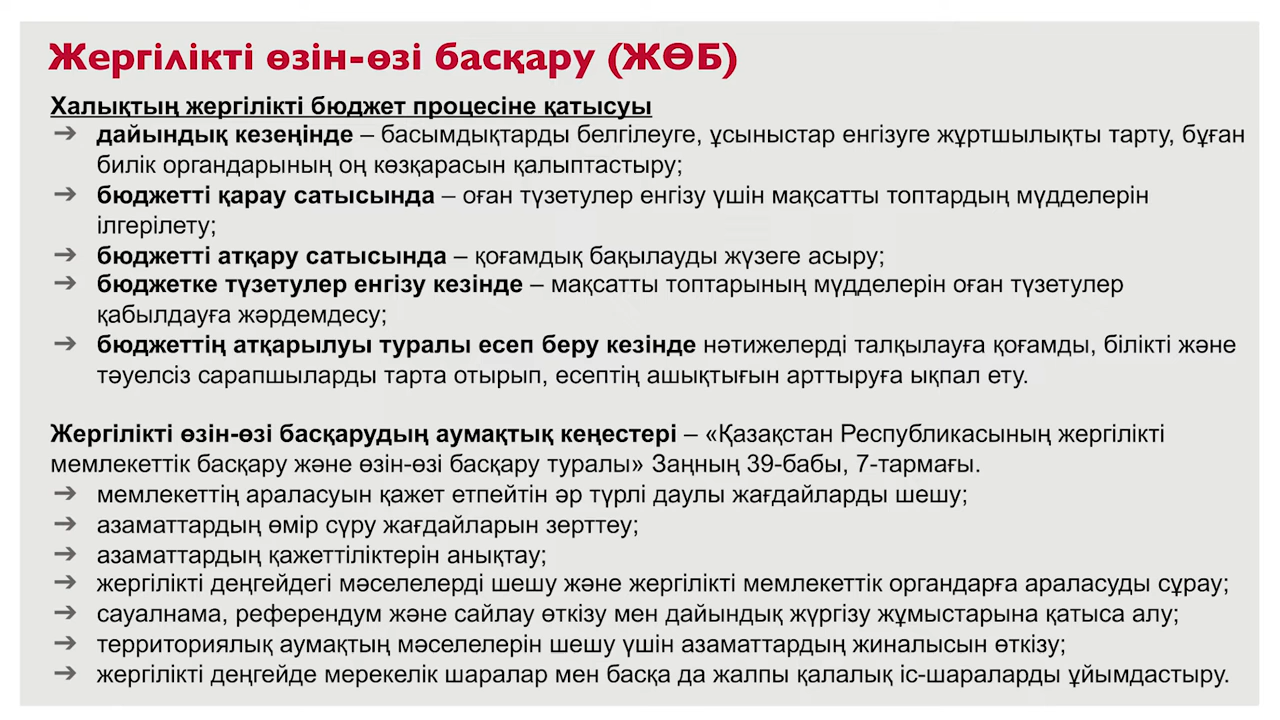 Жергілікті өзін-өзі басқару (ЖӨБ)
Халықтың жергілікті бюджет процесіне қатысуы
➔ дайындық кезеңінде – басымдықтарды белгілеуге, ұсыныстар енгізуге жұртшылықты тарту, бұған
билік органдарының оң көзқарасын қалыптастыру;
➔ бюджетті қарау сатысында – оған түзетулер енгізу үшін мақсатты топтардың мүдделерін
ілгерілету;
➔ бюджетті атқару сатысында – қоғамдық бақылауды жүзеге асыру;
➔ бюджетке түзетулер енгізу кезінде – мақсатты топтарының мүдделерін оған түзетулер
қабылдауға жәрдемдесу;
➔ бюджеттің атқарылуы туралы есеп беру кезінде нәтижелерді талқылауға қоғамды, білікті және
тәуелсіз сарапшыларды тарта отырып, есептің ашықтығын арттыруға ықпал ету.
Жергілікті өзін-өзі басқарудың аумақтық кеңестері – «Қазақстан Республикасының жергілікті
мемлекеттік басқару және өзін-өзі басқару туралы» Заңның 39-бабы, 7-тармағы.
➔ мемлекеттің араласуын қажет етпейтін әр түрлі даулы жағдайларды шешу;
➔ азаматтардың өмір сүру жағдайларын зерттеу;
➔ азаматтардың қажеттіліктерін анықтау;
➔ жергілікті деңгейдегі мәселелерді шешу және жергілікті мемлекеттік органдарға араласуды сұрау;
➔ сауалнама, референдум және сайлау өткізу мен дайындық жүргізу жұмыстарына қатыса алу;
➔ территориялық аумақтың мәселелерін шешу үшін азаматтардың жиналысын өткізу;
➔ жергілікті деңгейде мерекелік шаралар мен басқа да жалпы қалалық іс-шараларды ұйымдастыру.